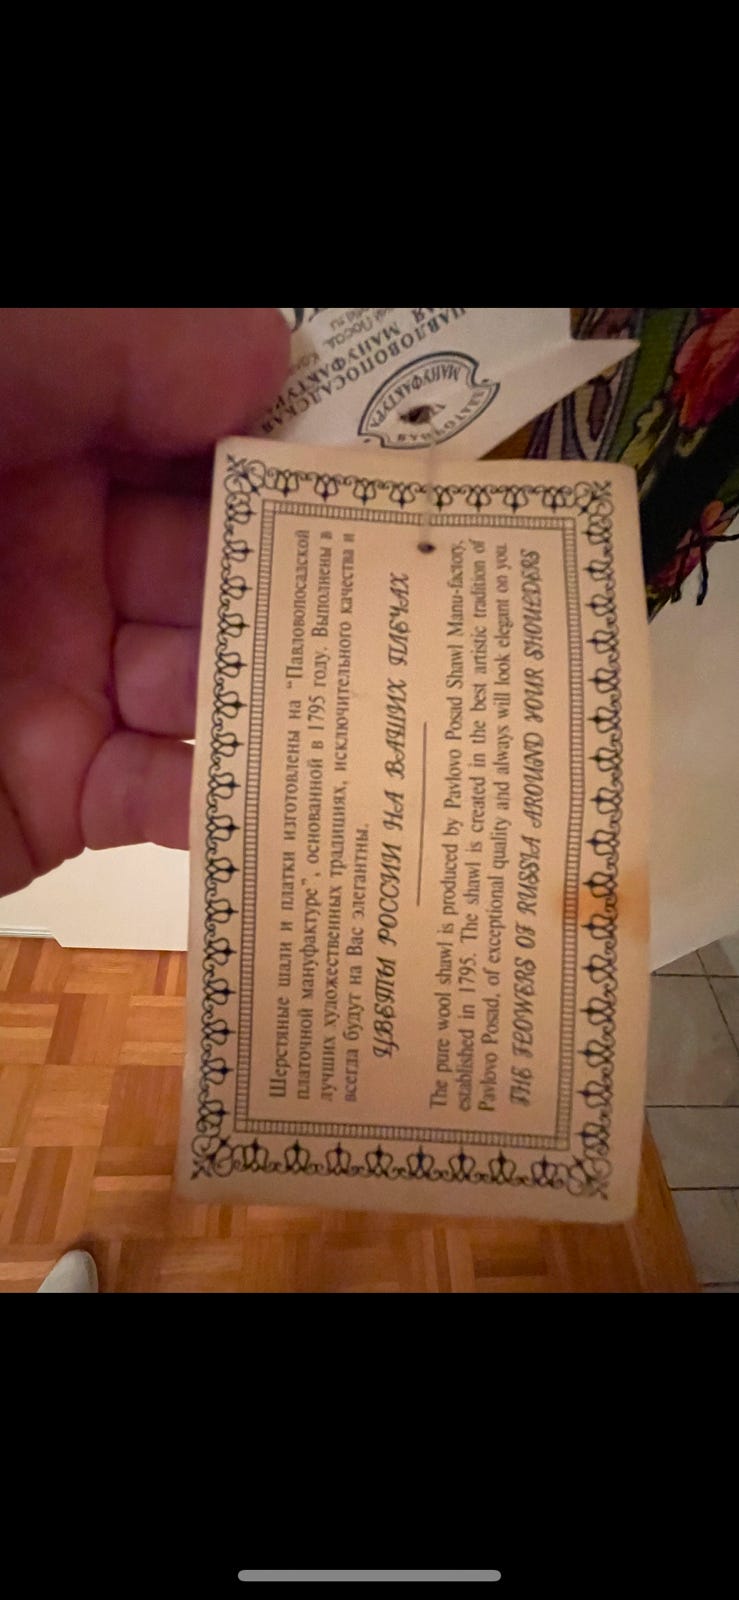 Шерстяные шали и платки изготовлены на "Павловопосадской
платочной мануфактуре", основанной в 1795 году. Выполнены в
лучших художественных традициях, исключительного качества и
всегда будут на Вас элегантны.
ЦВЕТЫ РОССИИ НА ВАШИХ ПЛЕЧАХ
The pure wool shawl is produced by Pavlovo Posad Shawl Manu-factory,
established in 1795. The shawl is created in the best artistic tradition of
Pavlovo Posad, of exceptional quality and always will look elegant on you.
THE FLOWERS OF RUSSIA AROUND YOUR SHOULDERS
ПАВЛОВОПОСАДСКАЯ
МАНУФАКТУРА
ПЛАТОЧНАЯ
МАНУФАКТУРА